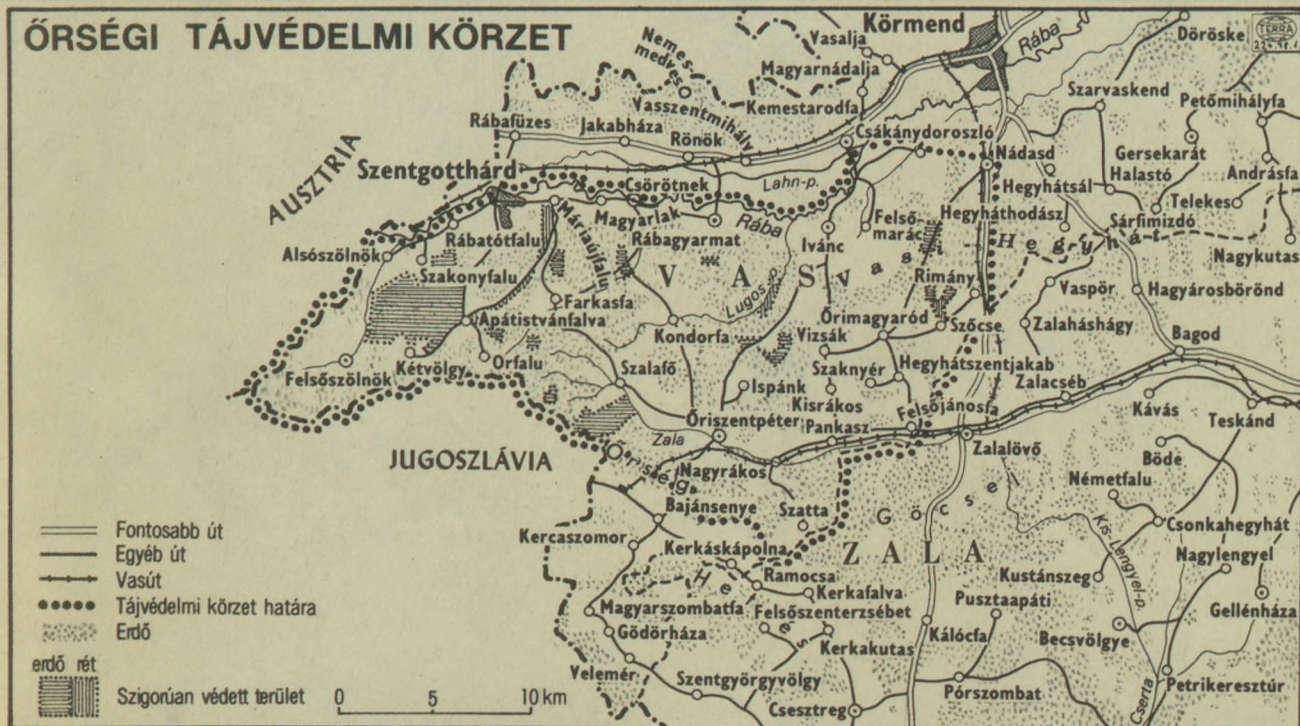 ŐRSÉGI TÁJVÉDELMI KÖRZET
TERRA
Körmend
Rába
Döröske
Vasalja
Nemes-
medves
Magyarnádalja
Szarvaskend
Petőmihályfa
Vasszentmihály
Kemestaródfa
Rábafüzes
Jakabháza
Rönök
Csákánydoroszló
Nádasd
Gersekarát
Halastó
Andrásfa
AUSZTRIA
Szentgotthárd
Csörötnek
Lahn-p.
Hegyhátsál
Telekes
Magyarlak
Rába
Felső-
marác
Hegyháthodász
Sárfimizdó
Máriaújfalu
Rábatótfalu
Rábagyarmat
Ivánc
Hegyhát
Alsószölnök
Nagykutas
Szakonyfalu
VAS
Vasi
Rimány
Vaspör
Hagyárosbörönd
Farkasfa
Lugos-p.
Apátistvánfalva
Őrimagyaród
Szőcse
Zalaháshágy
Kondorfa
Vizsák
Bagod
Felsőszölnök
Kétvölgy
Orfalu
Szalafő
Szaknyér
Hegyhátszentjakab
Ispánk
Zalacséb
Kisrákos
Felsőjánosfa
Kávás
Teskánd
Őriszentpéter
Pankasz
JUGOSZLÁVIA
Zala
Zalalövő
Őrség
Nagyrákos
Böde
Németfalu
Göcsej
Bajánsenye
Szatta
Csonkahegyhát
Kis-Lengyel-p.
Kercaszomor
Kerkáskápolna
ZALA
Nagylengyel
Hetés
Ramocsa
Kustánszeg
Kerkafalva
Pusztaapáti
Magyarszombatfa
Felsőszenterzsébet
Gellénháza
Gödörháza
Kálócfa
Becsvölgye
Kerkakutas
Velemér
Szentgyörgyvölgy
Pórszombat
Petrikeresztúr
Csesztreg
Cserta
Fontosabb út
Egyéb út
Vasút
Tájvédelmi körzet határa
Erdő
erdő rét
Szigorúan védett terület
0 5 10 km